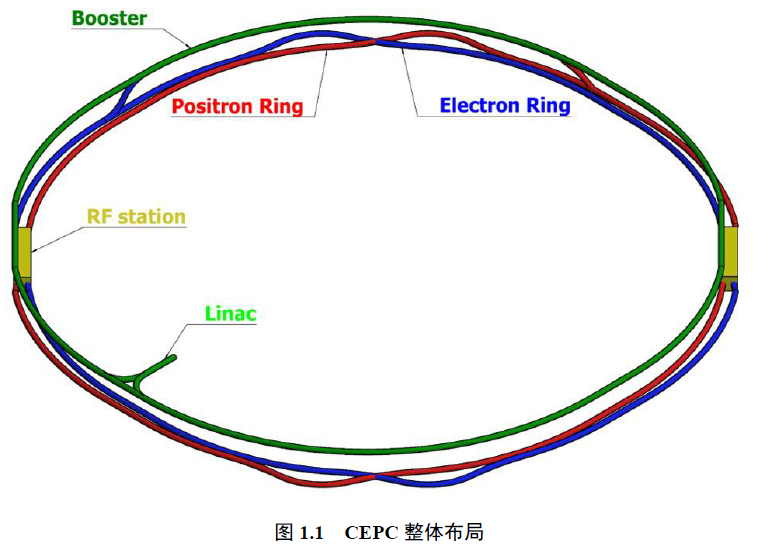 Booster
Positron Ring
Electron Ring
RF station
Linac
图 1.1 CEPC 整体布局